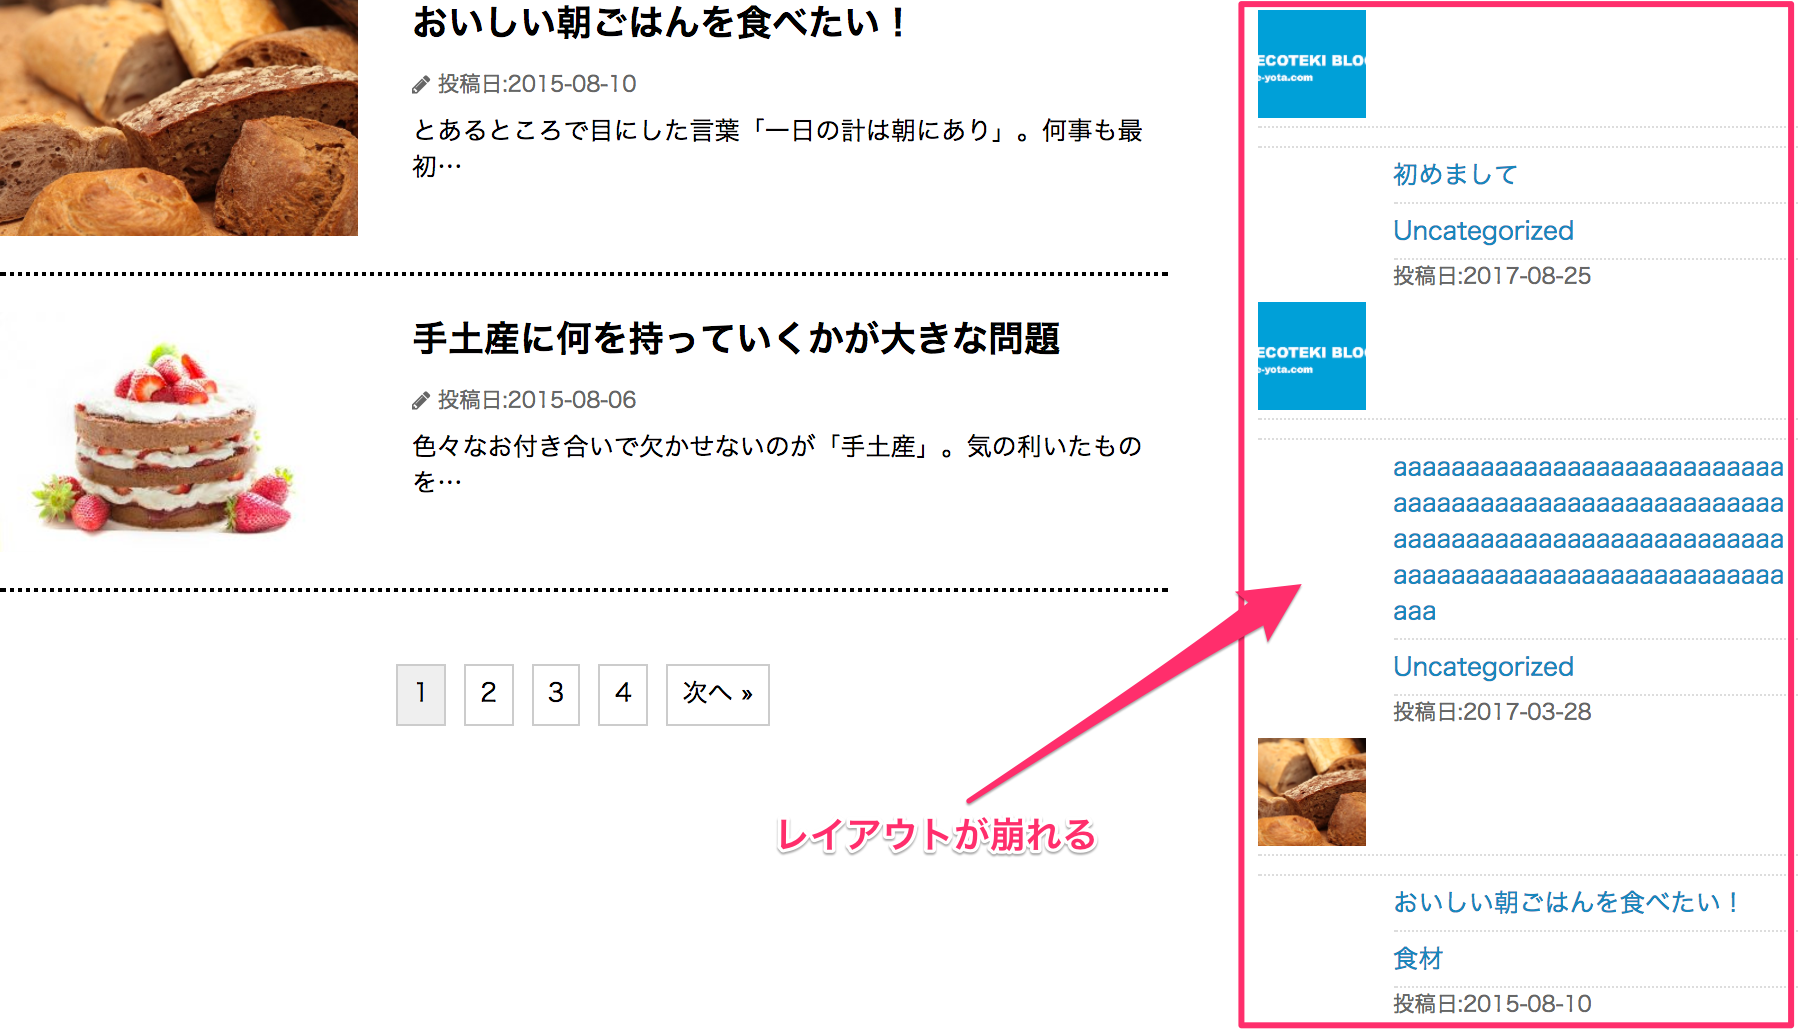 おいしい朝ごはんを食べたい！
投稿日:2015-08-10
とあるところで目にした言葉「一日の計は朝にあり」。何事も最
初…
手土産に何を持っていくかが大きな問題
投稿日:2015-08-06
色々なお付き合いで欠かせないのが「手土産」。気の利いたもの
を…
1
2
3
4
次へ »
レイアウトが崩れる
ECOTEKI BLO
e-yota.com
初めまして
Uncategorized
投稿日:2017-08-25
ECOTEKI BLO
e-yota.com
aaaaaaaaaaaaaaaaaaaaaaaaaaa
aaaaaaaaaaaaaaaaaaaaaaaaaaa
aaaaaaaaaaaaaaaaaaaaaaaaaaa
aaaaaaaaaaaaaaaaaaaaaaaaaaa
aaa
Uncategorized
投稿日:2017-03-28
おいしい朝ごはんを食べたい！
食材
投稿日:2015-08-10